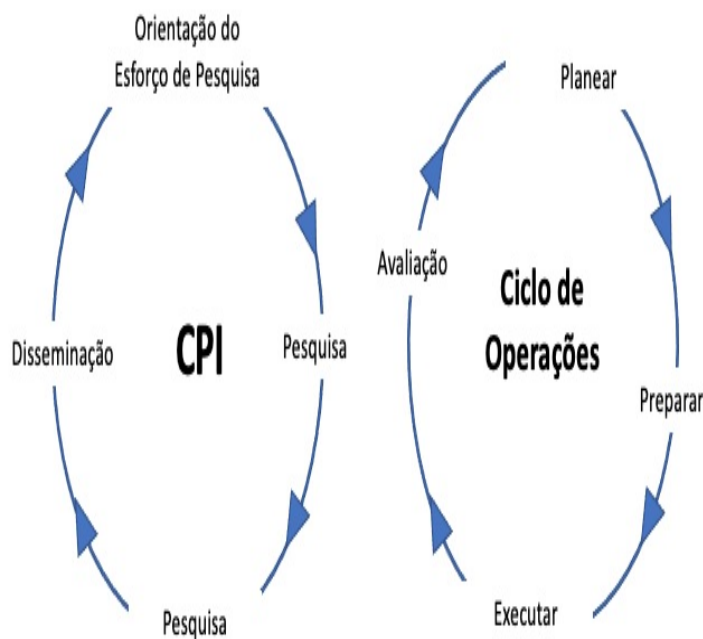 Orientação do
Esforço de Pesquisa
Pesquisa
Pesquisa
Disseminação
CPI
Planear
Preparar
Executar
Avaliação
Ciclo de
Operações